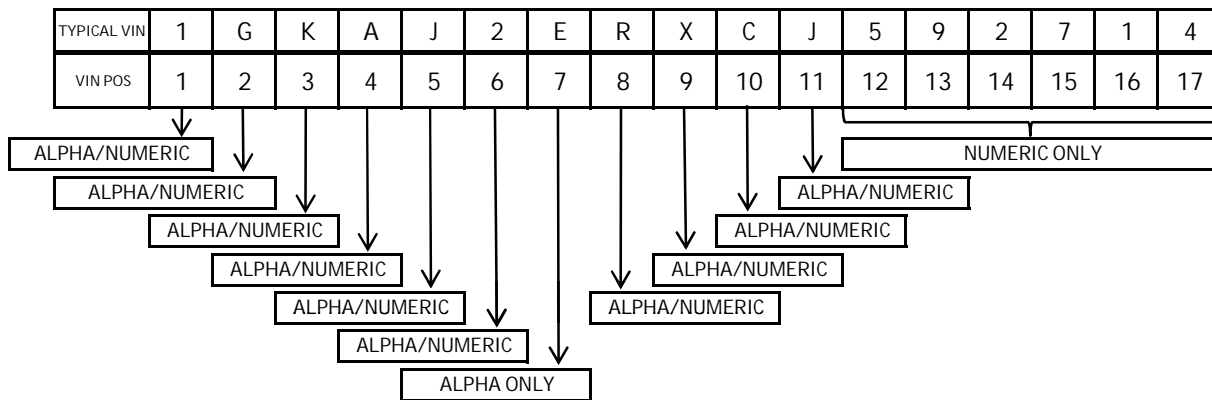 TYPICAL VIN 1 G K A J 2 E R X C J 5 9 2 7 1 4
VIN POS 1 2 3 4 5 6 7 8 9 10 11 12 13 14 15 16 17
ALPHA/NUMERIC NUMERIC ONLY
ALPHA/NUMERIC ALPHA/NUMERIC
ALPHA/NUMERIC ALPHA/NUMERIC
ALPHA/NUMERIC ALPHA/NUMERIC
ALPHA/NUMERIC ALPHA/NUMERIC
ALPHA/NUMERIC
ALPHA ONLY